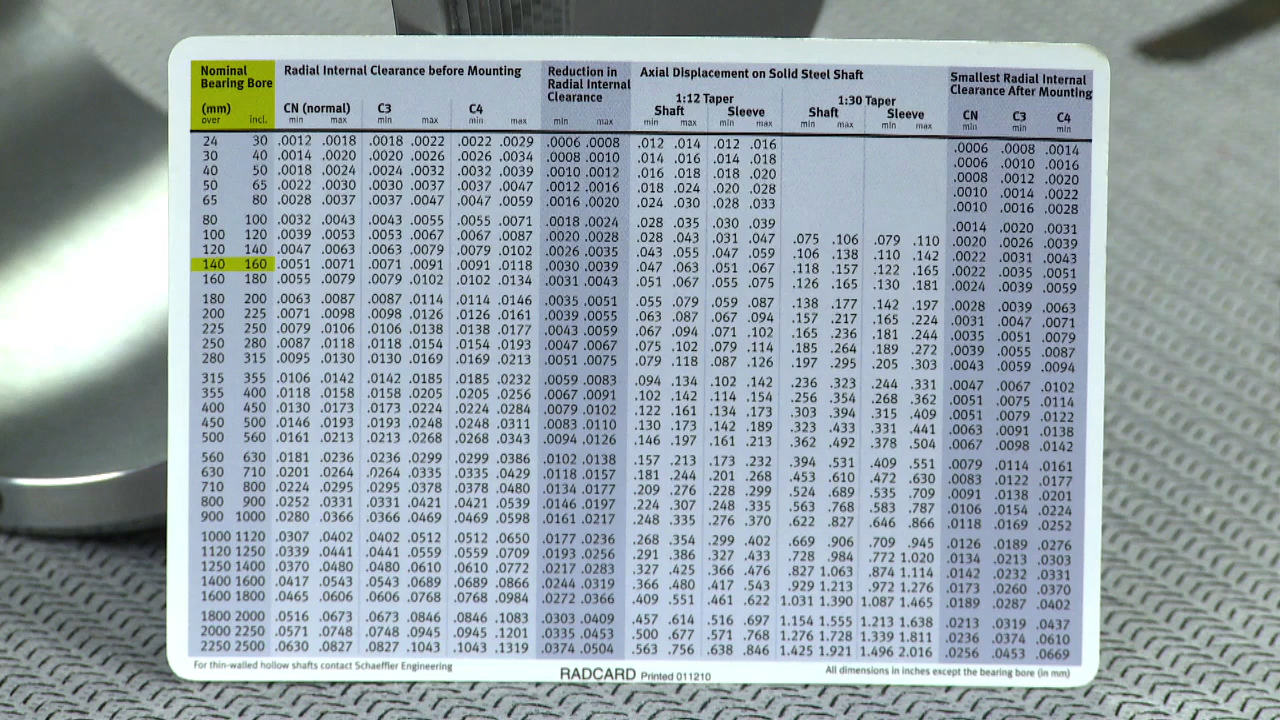 Nominal Bearing Bore Radial Internal Clearance before Mounting Reduction in Radial Internal Clearance Axial Displacement on Solid Steel Shaft Smallest Radial Internal Clearance After Mounting
1:12 Taper 1:30 Taper
(mm) CN (normal) C3 C4 Shaft Sleeve Shaft Sleeve CN C3 C4
over incl. min max min max min max min max min max min max min max min max min min min
24 30 .0012 .0018 .0018 .0022 .0022 .0029 .0006 .0008 .012 .014 .012 .016 .0006 .0008 .0014
30 40 .0014 .0020 .0020 .0026 .0026 .0034 .0008 .0010 .014 .016 .014 .018 .0006 .0010 .0016
40 50 .0018 .0024 .0024 .0032 .0032 .0039 .0010 .0012 .016 .018 .018 .020 .0008 .0012 .0020
50 65 .0022 .0030 .0030 .0037 .0037 .0047 .0012 .0016 .018 .024 .020 .028 .0010 .0014 .0022
65 80 .0028 .0037 .0037 .0047 .0047 .0059 .0016 .0020 .024 .030 .028 .033 .0010 .0016 .0028
80 100 .0032 .0043 .0043 .0055 .0055 .0071 .0018 .0024 .028 .035 .030 .039 .0014 .0020 .0031
100 120 .0039 .0053 .0053 .0067 .0067 .0087 .0020 .0028 .028 .043 .031 .047 .075 .106 .079 .110 .0020 .0026 .0039
120 140 .0047 .0063 .0063 .0079 .0079 .0102 .0026 .0035 .043 .055 .047 .059 .106 .138 .110 .142 .0022 .0031 .0043
140 160 .0051 .0071 .0071 .0091 .0091 .0118 .0030 .0039 .047 .063 .051 .067 .118 .157 .122 .165 .0022 .0035 .0051
160 180 .0055 .0079 .0079 .0102 .0102 .0134 .0031 .0043 .051 .067 .055 .075 .126 .165 .130 .181 .0024 .0039 .0059
180 200 .0063 .0087 .0087 .0114 .0114 .0146 .0035 .0051 .055 .079 .059 .087 .138 .177 .142 .197 .0028 .0039 .0063
200 225 .0071 .0098 .0098 .0126 .0126 .0161 .0039 .0055 .063 .087 .067 .094 .157 .217 .165 .224 .0031 .0047 .0071
225 250 .0079 .0106 .0106 .0138 .0138 .0177 .0043 .0059 .067 .094 .071 .102 .165 .236 .181 .244 .0035 .0051 .0079
250 280 .0087 .0118 .0118 .0154 .0154 .0193 .0047 .0067 .075 .102 .079 .114 .185 .264 .189 .272 .0039 .0055 .0087
280 315 .0095 .0130 .0130 .0169 .0169 .0213 .0051 .0075 .079 .118 .087 .126 .197 .295 .205 .303 .0043 .0059 .0094
315 355 .0106 .0142 .0142 .0185 .0185 .0232 .0059 .0083 .094 .134 .102 .142 .236 .323 .244 .331 .0047 .0067 .0102
355 400 .0118 .0158 .0158 .0205 .0205 .0256 .0067 .0091 .102 .142 .114 .154 .256 .354 .268 .362 .0051 .0075 .0114
400 450 .0130 .0173 .0173 .0224 .0224 .0284 .0079 .0102 .122 .161 .134 .173 .303 .394 .315 .409 .0051 .0079 .0122
450 500 .0146 .0193 .0193 .0248 .0248 .0311 .0083 .0110 .130 .173 .142 .189 .323 .433 .331 .441 .0063 .0091 .0138
500 560 .0161 .0213 .0213 .0268 .0268 .0343 .0094 .0126 .146 .197 .161 .213 .362 .492 .378 .504 .0067 .0098 .0142
560 630 .0181 .0236 .0236 .0299 .0299 .0386 .0102 .0138 .157 .213 .173 .232 .394 .531 .409 .551 .0079 .0114 .0161
630 710 .0201 .0264 .0264 .0335 .0335 .0429 .0118 .0157 .181 .244 .201 .268 .453 .610 .472 .630 .0083 .0122 .0177
710 800 .0224 .0295 .0295 .0378 .0378 .0480 .0134 .0177 .209 .276 .228 .299 .524 .689 .535 .709 .0091 .0138 .0201
800 900 .0252 .0331 .0331 .0421 .0421 .0539 .0146 .0197 .224 .307 .248 .335 .563 .768 .583 .787 .0106 .0154 .0224
900 1000 .0280 .0366 .0366 .0469 .0469 .0598 .0161 .0217 .248 .335 .276 .370 .622 .827 .646 .866 .0118 .0169 .0252
1000 1120 .0307 .0402 .0402 .0512 .0512 .0650 .0177 .0236 .268 .354 .299 .402 .669 .906 .709 .945 .0126 .0189 .0276
1120 1250 .0339 .0441 .0441 .0559 .0559 .0709 .0193 .0256 .291 .386 .327 .433 .728 .984 .772 1.020 .0134 .0213 .0303
1250 1400 .0370 .0480 .0480 .0610 .0610 .0772 .0217 .0283 .327 .425 .366 .476 .827 1.063 .874 1.114 .0142 .0232 .0331
1400 1600 .0417 .0543 .0543 .0689 .0689 .0866 .0244 .0319 .366 .480 .417 .543 .929 1.213 .972 1.276 .0173 .0260 .0370
1600 1800 .0465 .0606 .0606 .0768 .0768 .0984 .0272 .0366 .409 .551 .461 .622 1.031 1.390 1.087 1.465 .0189 .0287 .0402
1800 2000 .0516 .0673 .0673 .0846 .0846 .1083 .0303 .0409 .457 .614 .516 .697 1.154 1.555 1.213 1.638 .0213 .0319 .0437
2000 2250 .0571 .0748 .0748 .0945 .0945 .1201 .0335 .0453 .500 .677 .571 .768 1.276 1.728 1.339 1.811 .0236 .0374 .0610
2250 2500 .0630 .0827 .0827 .1043 .1043 .1319 .0374 .0504 .563 .756 .638 .846 1.425 1.921 1.496 2.016 .0256 .0453 .0669
For thin-walled hollow shafts contact Schaeffler Engineering RADCARD Printed 011210 All dimensions in inches except the bearing bore (in mm)